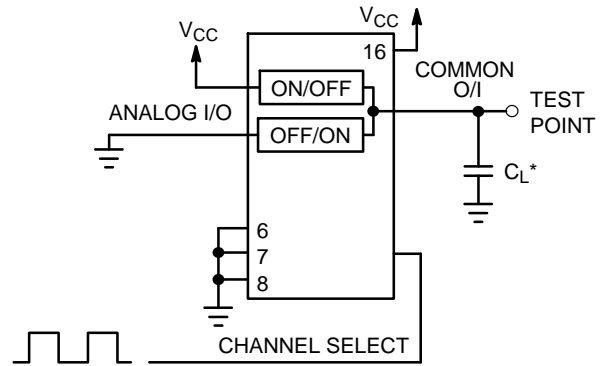 VCC
VCC
16
COMMON
O/I
ON/OFF
TEST
POINT
ANALOG I/O
OFF/ON
CL*
6
7
8
CHANNEL SELECT